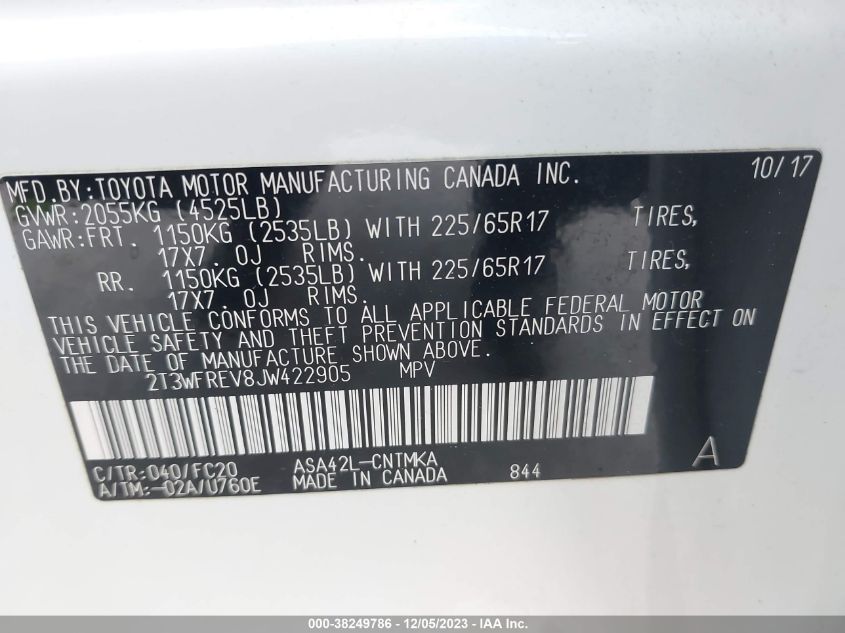 MFD.BY:TOYOTA MOTOR MANUFACTURING CANADA INC. 10/17
GVWR:2055KG (4525LB)
GAWR:FRT. 1150KG (2535LB) WITH 225/65R17 TIRES,
17X7.0J RIMS.
RR. 1150KG (2535LB) WITH 225/65R17 TIRES,
17X7.0J RIMS.
THIS VEHICLE CONFORMS TO ALL APPLICABLE FEDERAL MOTOR
VEHICLE SAFETY AND THEFT PREVENTION STANDARDS IN EFFECT ON
THE DATE OF MANUFACTURE SHOWN ABOVE.
2T3WFREV8JW422905 MPV
C/TR:040/FC20 ASA42L-CNTMKA A
A/TM:-02A/U760E MADE IN CANADA 844
000-38249786 - 12/05/2023 - IAA Inc.